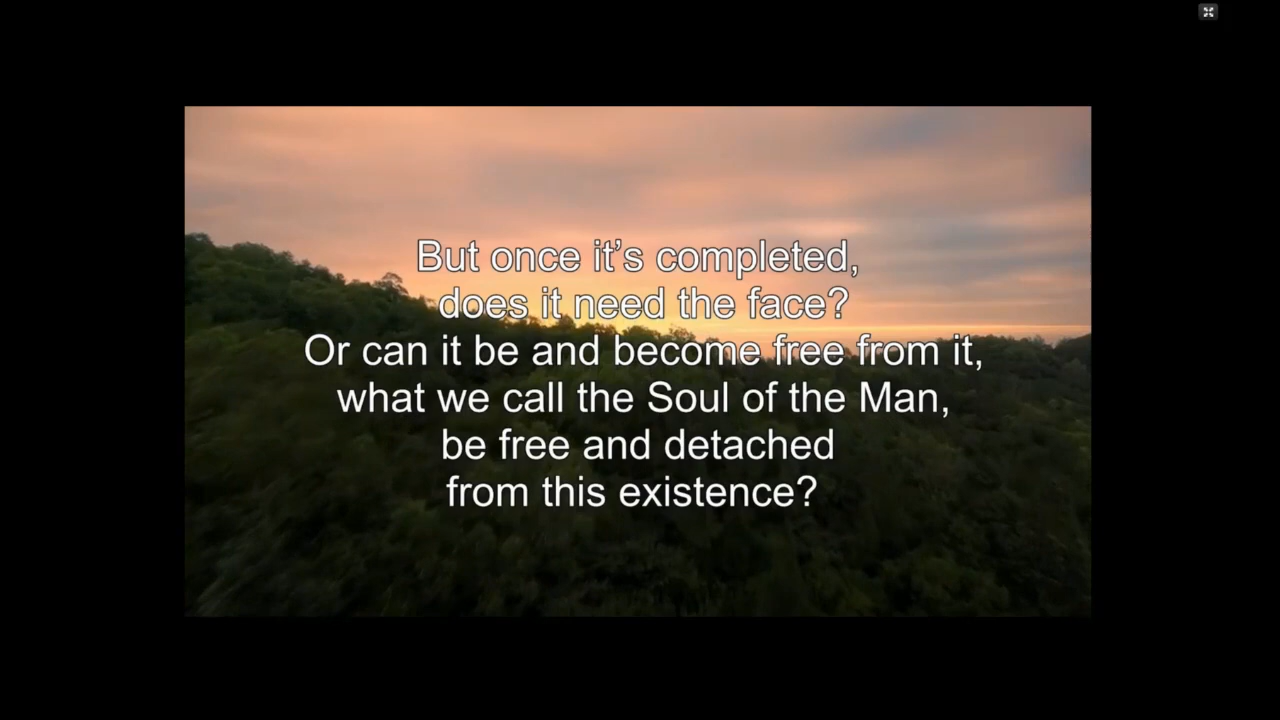 But once it’s completed,
does it need the face?
Or can it be and become free from it,
what we call the Soul of the Man,
be free and detached
from this existence?